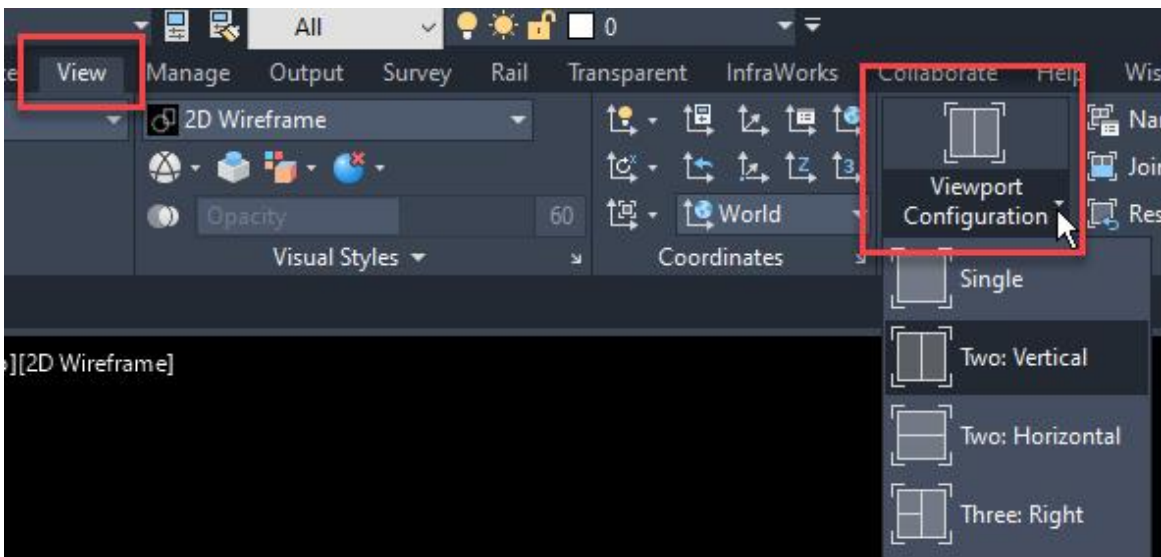 All
0
View
Manage
Output
Survey
Rail
Transparent
InfraWorks
Collaborate
Help
2D Wireframe
Viewport
Configuration
Opacity
60
World
Visual Styles
Coordinates
Single
][2D Wireframe]
Two: Vertical
Two: Horizontal
Three: Right